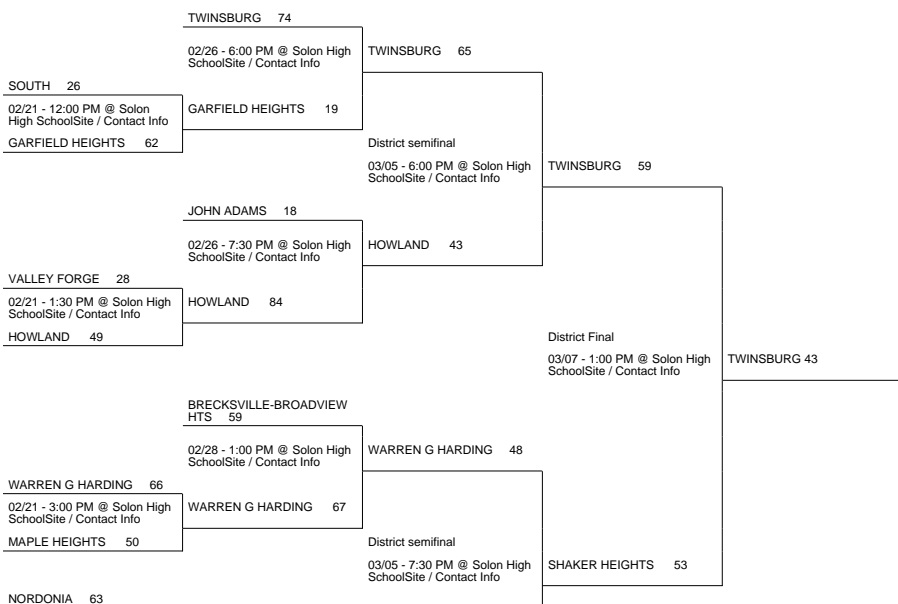 TWINSBURG 74
02/26 - 6:00 PM @ Solon High
SchoolSite / Contact Info
TWINSBURG 65
SOUTH 26
02/21 - 12:00 PM @ Solon
High SchoolSite / Contact Info
GARFIELD HEIGHTS 19
GARFIELD HEIGHTS 62
District semifinal
03/05 - 6:00 PM @ Solon High
SchoolSite / Contact Info
TWINSBURG 59
JOHN ADAMS 18
02/26 - 7:30 PM @ Solon High
SchoolSite / Contact Info
HOWLAND 43
VALLEY FORGE 28
02/21 - 1:30 PM @ Solon High
SchoolSite / Contact Info
HOWLAND 84
HOWLAND 49
District Final
03/07 - 1:00 PM @ Solon High
SchoolSite / Contact Info
TWINSBURG 43
BRECKSVILLE-BROADVIEW
HTS 59
02/28 - 1:00 PM @ Solon High
SchoolSite / Contact Info
WARREN G HARDING 48
WARREN G HARDING 66
02/21 - 3:00 PM @ Solon High
SchoolSite / Contact Info
WARREN G HARDING 67
MAPLE HEIGHTS 50
District semifinal
03/05 - 7:30 PM @ Solon High
SchoolSite / Contact Info
SHAKER HEIGHTS 53
NORDONIA 63